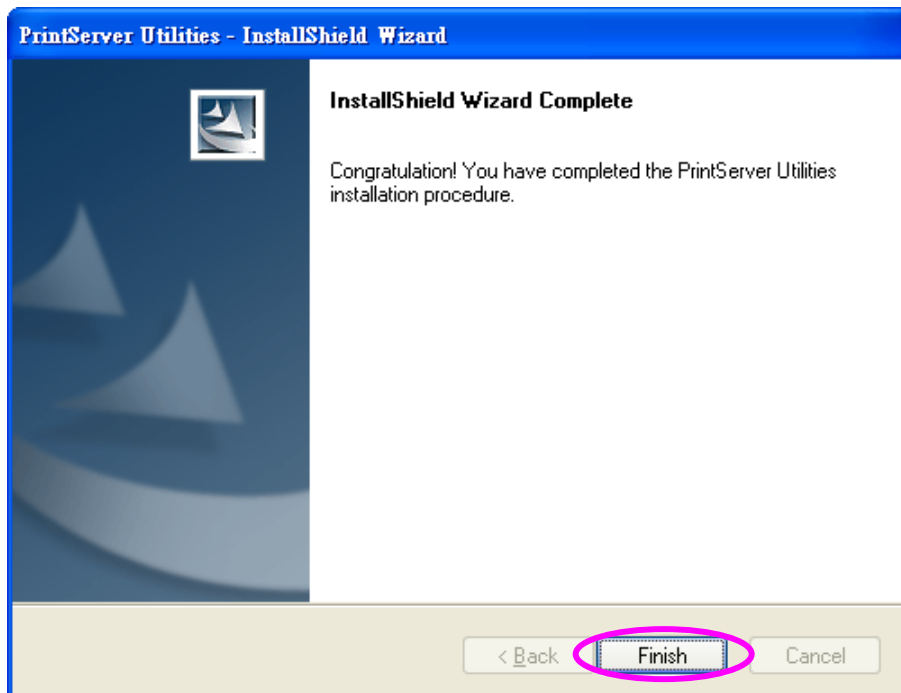 PrintServer Utilities - InstallShield Wizard
InstallShield Wizard Complete
Congratulation! You have completed the PrintServer Utilities
installation procedure.
< Back
Finish
Cancel